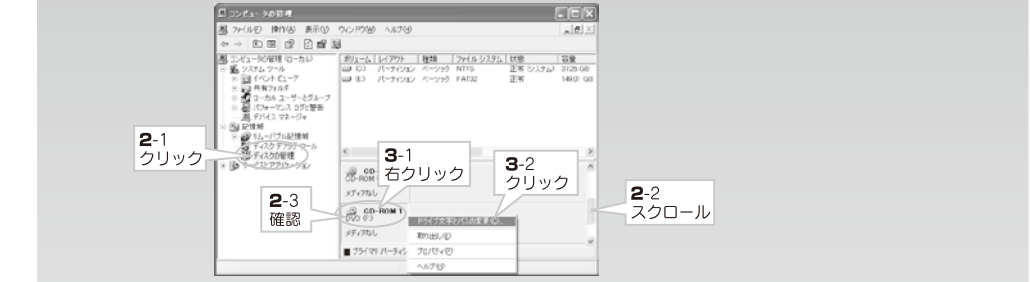 コンピュータの管理
ファイル(F) 操作(A) 表示(V) ウィンドウ(W) ヘルプ(H)
コンピュータの管理 (ローカル)
システム ツール
イベント ビューア
共有フォルダ
ローカル ユーザーとグループ
パフォーマンス ログと警告
デバイス マネージャ
記憶域
リムーバブル記憶域
ディスク デフラグ ツール
ディスクの管理
サービスとアプリケーション
ボリューム レイアウト 種類 ファイル システム 状態 容量
(C:) パーティション ベーシック NTFS 正常 (システム)
(E:) パーティション ベーシック FAT32 正常
2-1
クリック
2-3
確認
3-1
右クリック
3-2
クリック
2-2
スクロール
CD-ROM
メディアなし
CD-ROM 1
DVD (F:)
メディアなし
プライマリ パーティシ
ドライブ文字とパスの変更(C)...
取り出し(J)
プロパティ(P)
ヘルプ(H)